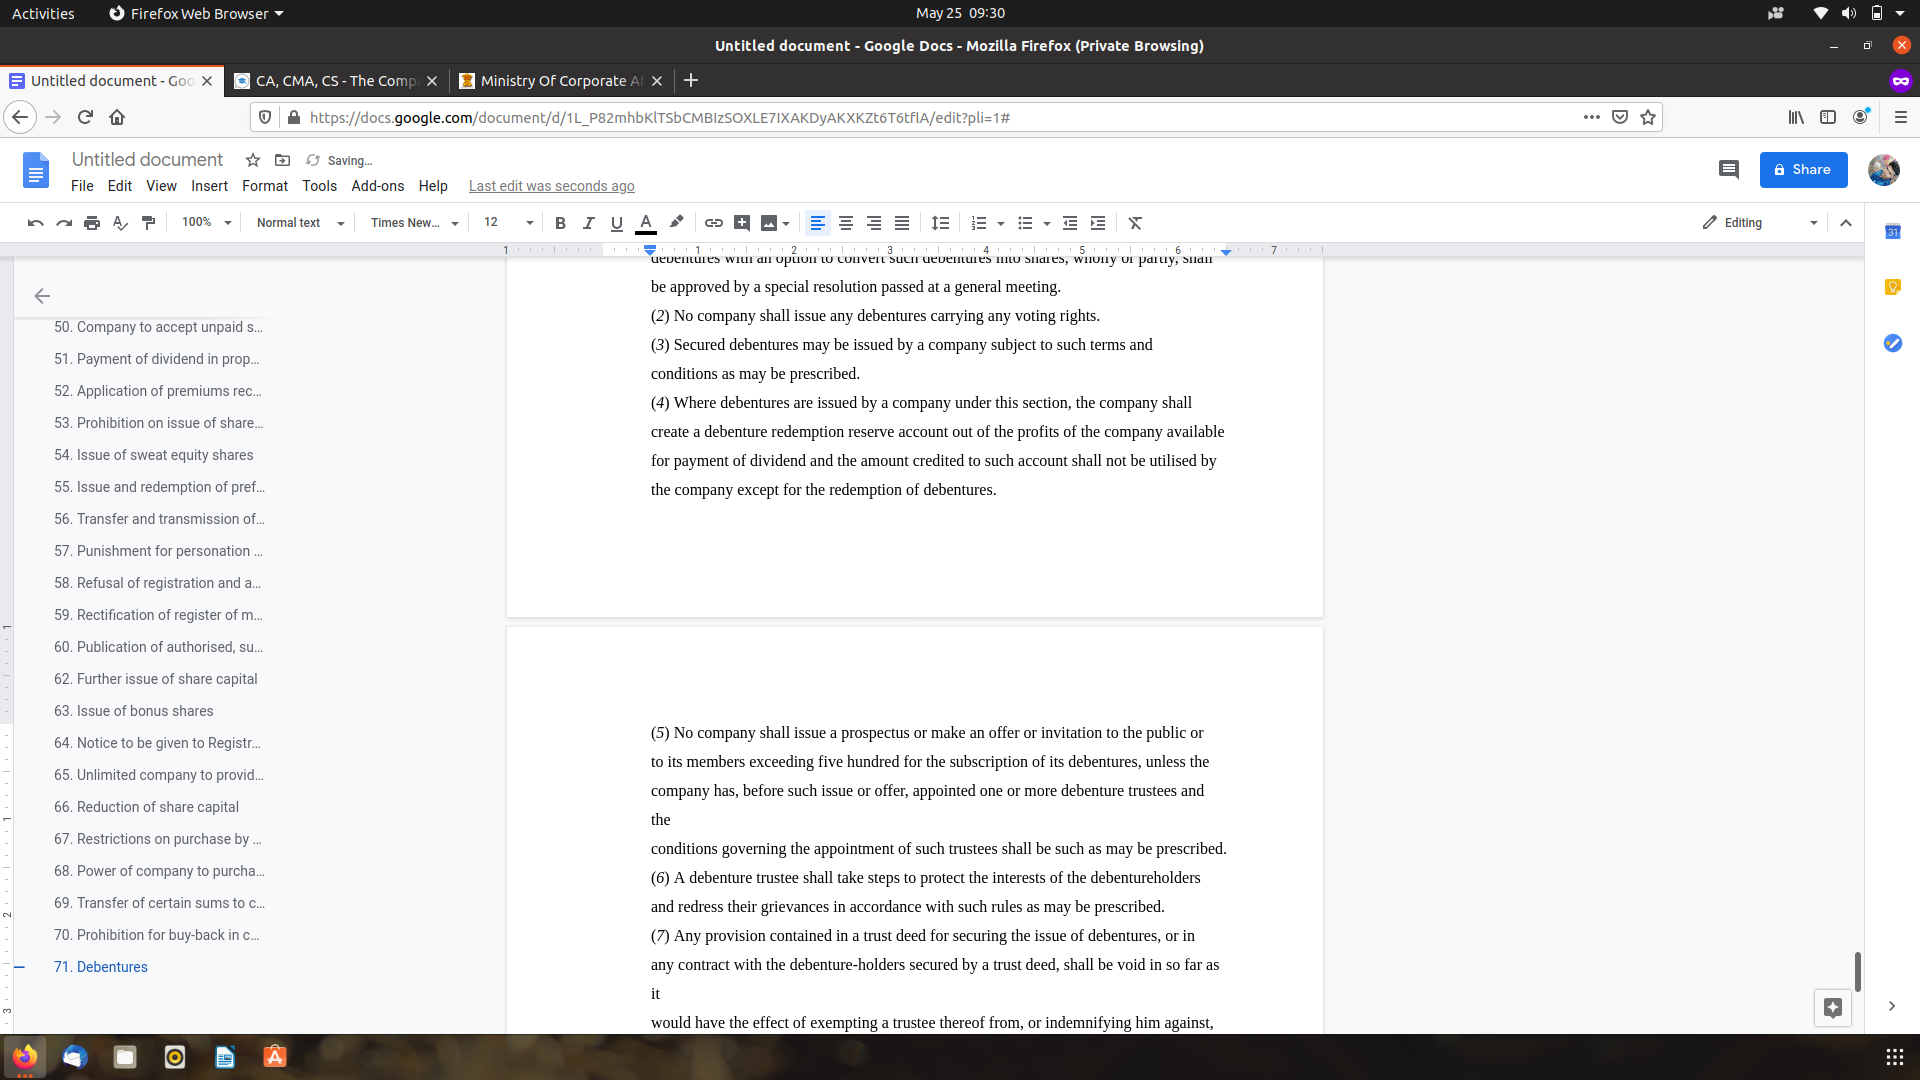 Activities
Firefox Web Browser
May 25 09:30
Untitled document - Google Docs - Mozilla Firefox (Private Browsing)
Untitled document - Goo
CA, CMA, CS - The Comp
Ministry Of Corporate Af
https://docs.google.com/document/d/1L_P82mhbKlTSbCMBIzSOXLE7IXAKDyAKXKZt6T6tflA/edit?pli=1#
Untitled document
Saving...
File Edit View Insert Format Tools Add-ons Help
Last edit was seconds ago
Share
100%
Normal text
Times New...
12
B I U A
Editing
1 1 2 3 4 5 6 7
50. Company to accept unpaid s...
51. Payment of dividend in prop...
52. Application of premiums rec...
53. Prohibition on issue of share...
54. Issue of sweat equity shares
55. Issue and redemption of pref...
56. Transfer and transmission of...
57. Punishment for personation ...
58. Refusal of registration and a...
59. Rectification of register of m...
60. Publication of authorised, su...
62. Further issue of share capital
63. Issue of bonus shares
64. Notice to be given to Registr...
65. Unlimited company to provid...
66. Reduction of share capital
67. Restrictions on purchase by ...
68. Power of company to purcha...
69. Transfer of certain sums to c...
70. Prohibition for buy-back in c...
71. Debentures
debentures with an option to convert such debentures into shares, wholly or partly, shall
be approved by a special resolution passed at a general meeting.
(2) No company shall issue any debentures carrying any voting rights.
(3) Secured debentures may be issued by a company subject to such terms and
conditions as may be prescribed.
(4) Where debentures are issued by a company under this section, the company shall
create a debenture redemption reserve account out of the profits of the company available
for payment of dividend and the amount credited to such account shall not be utilised by
the company except for the redemption of debentures.
(5) No company shall issue a prospectus or make an offer or invitation to the public or
to its members exceeding five hundred for the subscription of its debentures, unless the
company has, before such issue or offer, appointed one or more debenture trustees and
the
conditions governing the appointment of such trustees shall be such as may be prescribed.
(6) A debenture trustee shall take steps to protect the interests of the debentureholders
and redress their grievances in accordance with such rules as may be prescribed.
(7) Any provision contained in a trust deed for securing the issue of debentures, or in
any contract with the debenture-holders secured by a trust deed, shall be void in so far as
it
would have the effect of exempting a trustee thereof from, or indemnifying him against,
1
1
2
3
31